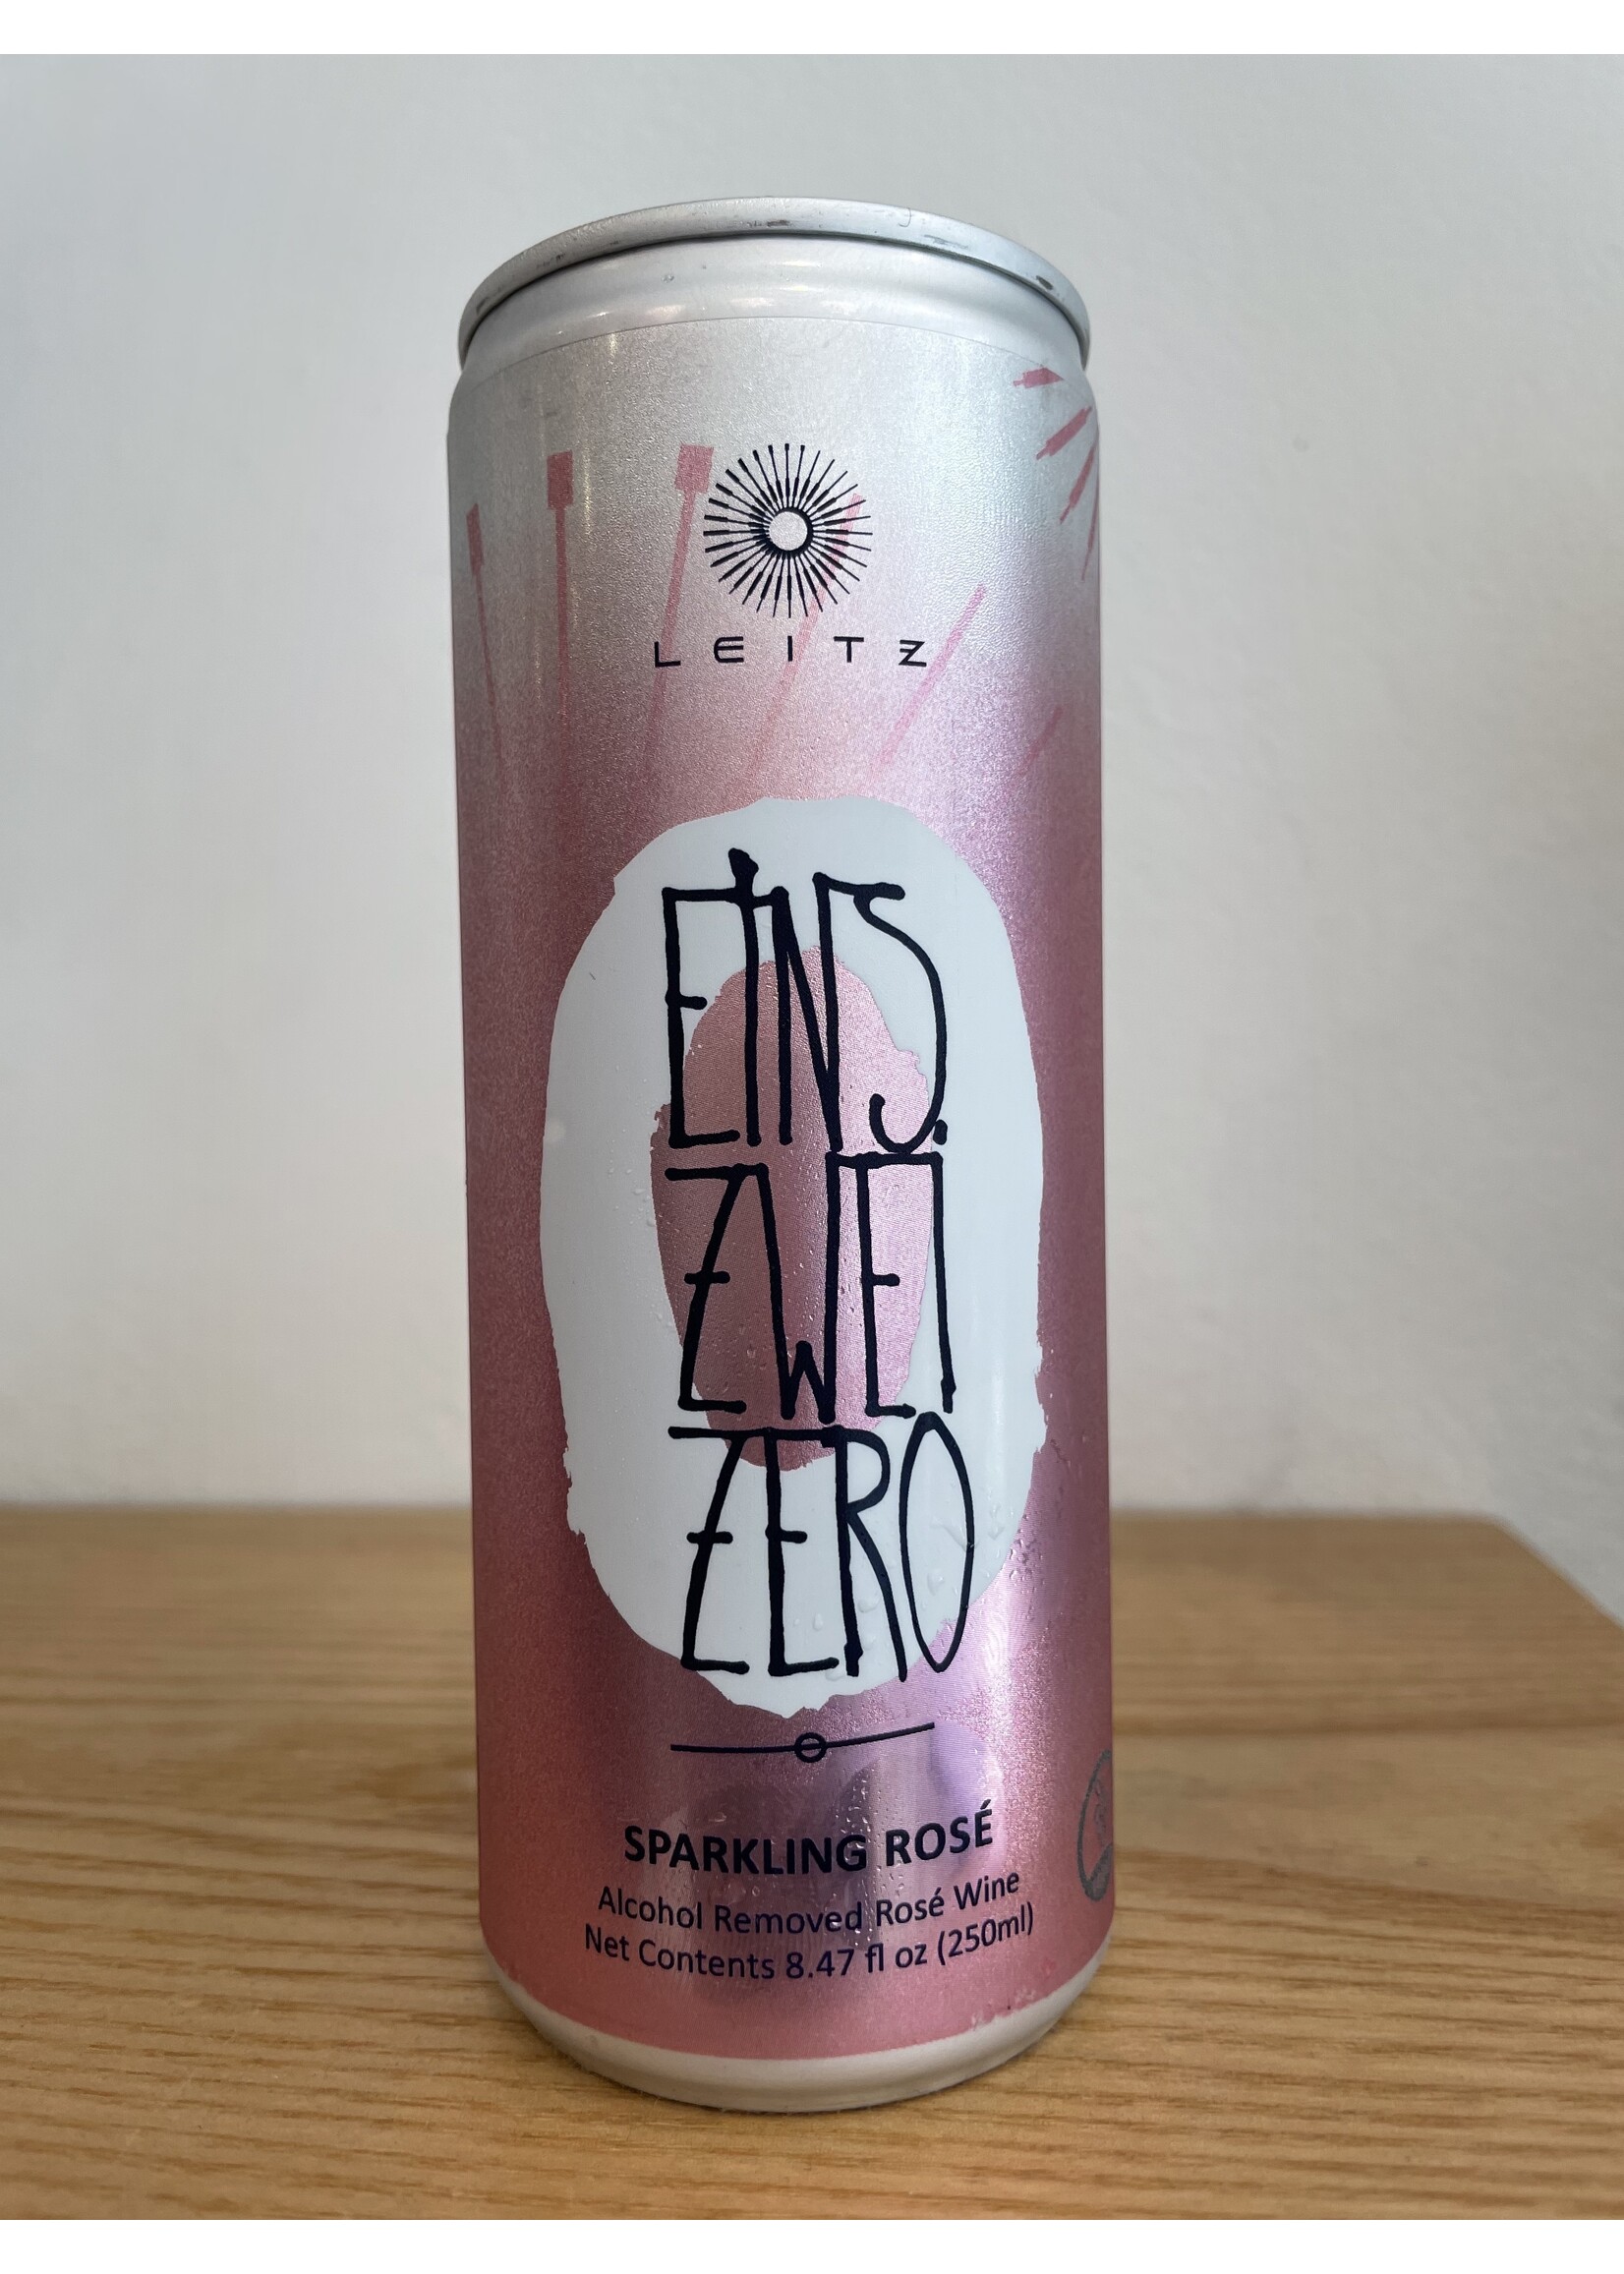 LEITZ
EINS.
ZWEI
ZERO
SPARKLING ROSÉ
Alcohol Removed Rosé Wine
Net Contents 8.47 fl oz (250ml)